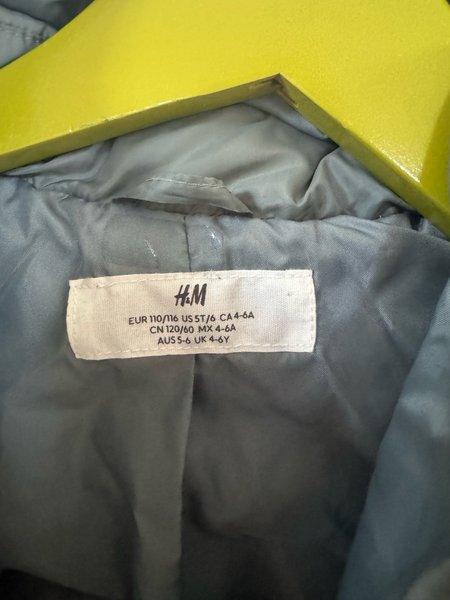 H&M
EUR 110/116 US 5T/6 CA 4-6A
CN 120/60 MX 4-6A
AUS 5-6 UK 4-6Y